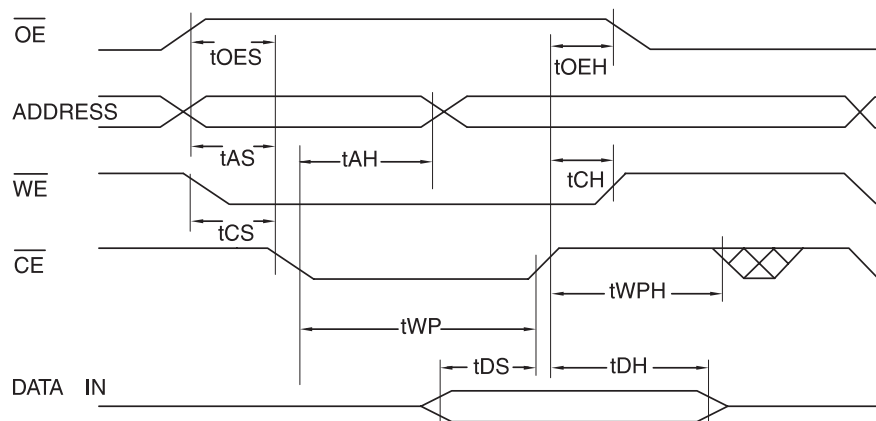 OE
tOES
tOEH
ADDRESS
tAS
tAH
WE
tCH
tCS
CE
tWPH
tWP
tDS
tDH
DATA IN